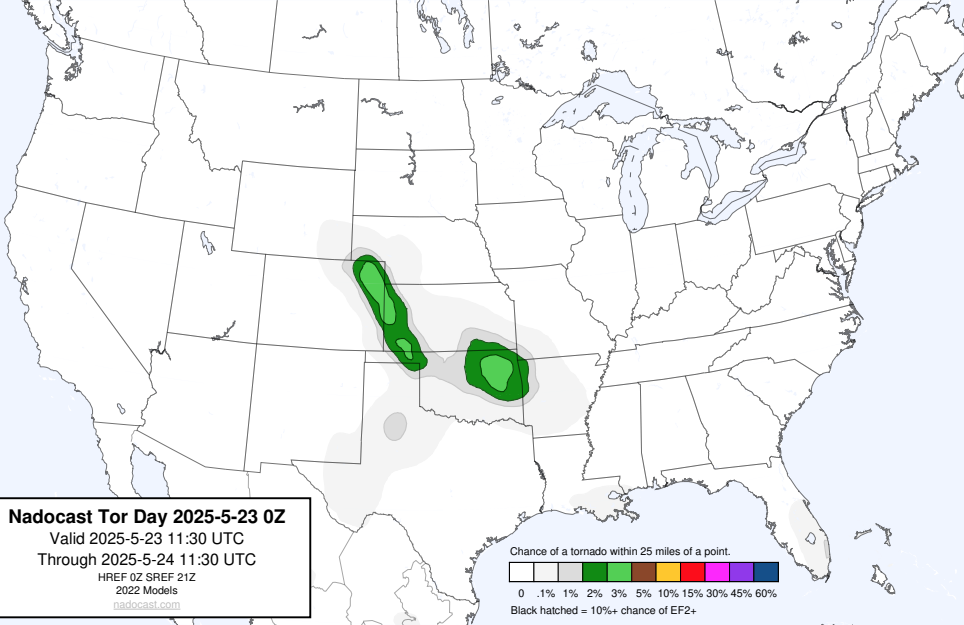 Nadocast Tor Day 2025-5-23 0Z
Valid 2025-5-23 11:30 UTC
Through 2025-5-24 11:30 UTC
HREF 0Z SREF 21Z
2022 Models
nadocast.com
Chance of a tornado within 25 miles of a point.
0 .1% 1% 2% 3% 5% 10% 15% 30% 45% 60%
Black hatched = 10%+ chance of EF2+